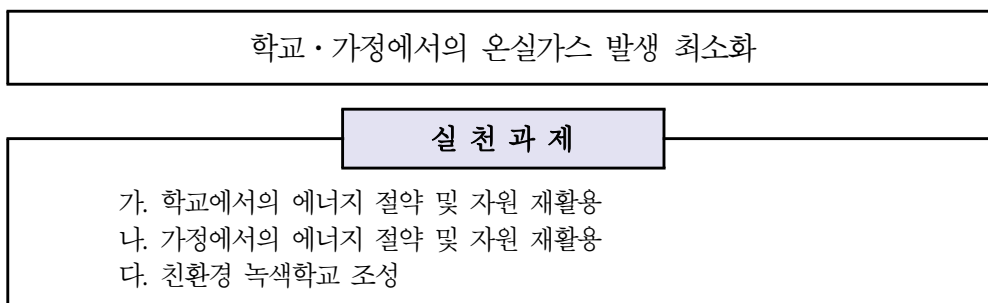 학교・가정에서의 온실가스 발생 최소화
실 천 과 제
가. 학교에서의 에너지 절약 및 자원 재활용
나. 가정에서의 에너지 절약 및 자원 재활용
다. 친환경 녹색학교 조성